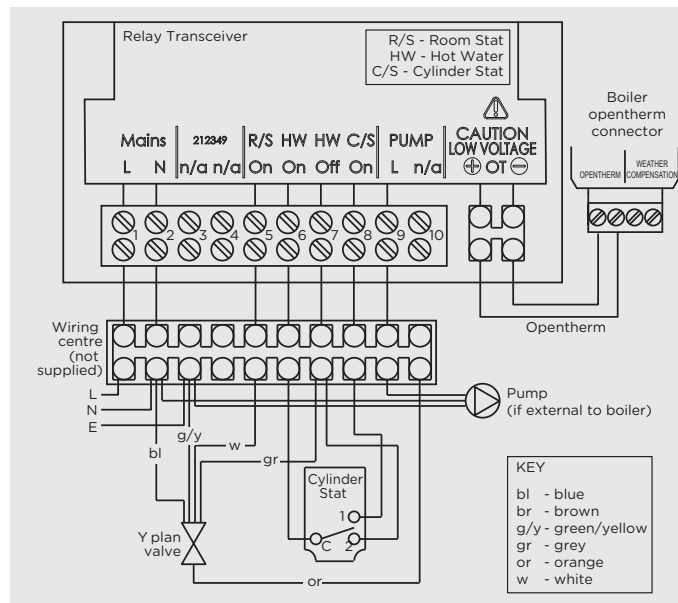 Relay Transceiver
R/S - Room Stat
HW - Hot Water
C/S - Cylinder Stat
Boiler
opentherm
connector
Mains 212349 R/S HW HW C/S PUMP CAUTION
LOW VOLTAGE
L N n/a n/a On On Off On L n/a + OT −
OPENTHERM
WEATHER
COMPENSATION
1 2 3 4 5 6 7 8 9 10
Opentherm
Wiring
centre
(not
supplied)
L
N
E
Pump
(if external to boiler)
g/y
bl
w
gr
Cylinder
Stat
1
C 2
Y plan
valve
or
KEY
bl - blue
br - brown
g/y - green/yellow
gr - grey
or - orange
w - white